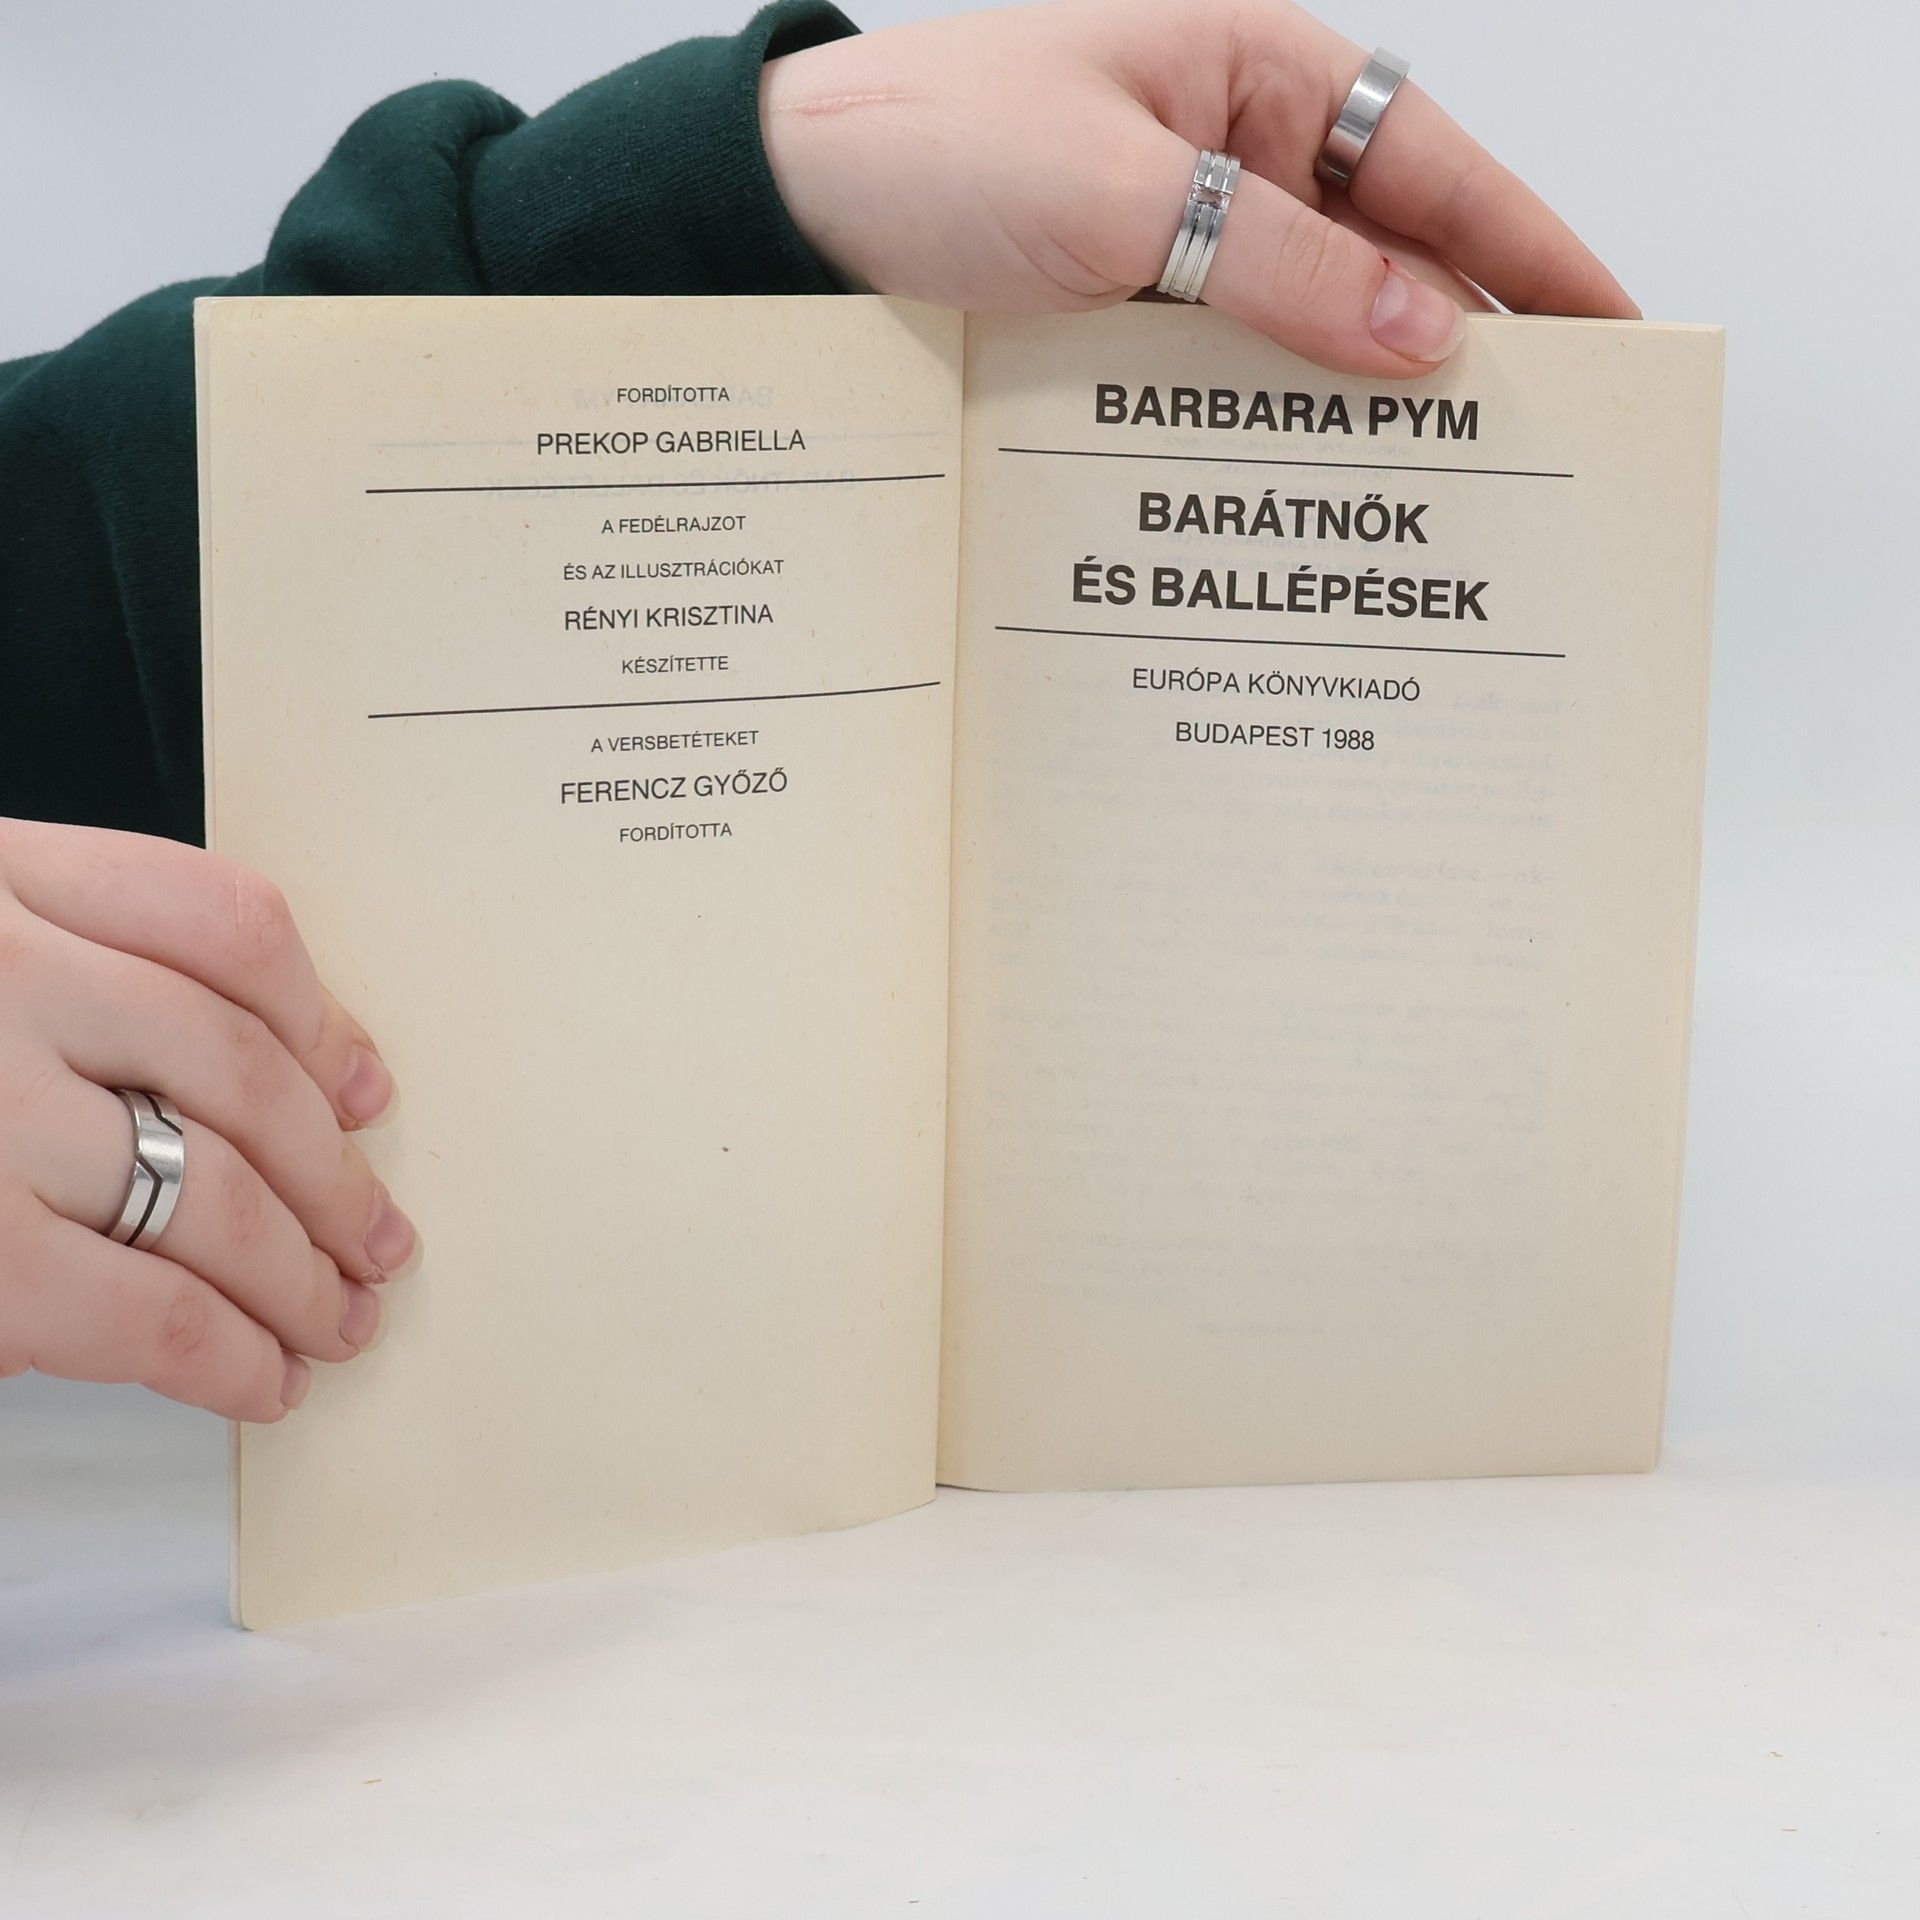 FORDÍTOTTA
PREKOP GABRIELLA
A FEDÉLRAJZOT
ÉS AZ ILLUSZTRÁCIÓKAT
RÉNYI KRISZTINA
KÉSZÍTETTE
A VERSBETÉTEKET
FERENCZ GYŐZŐ
FORDÍTOTTA
BARBARA PYM
BARÁTNŐK
ÉS BALLÉPÉSEK
EURÓPA KÖNYVKIADÓ
BUDAPEST 1988